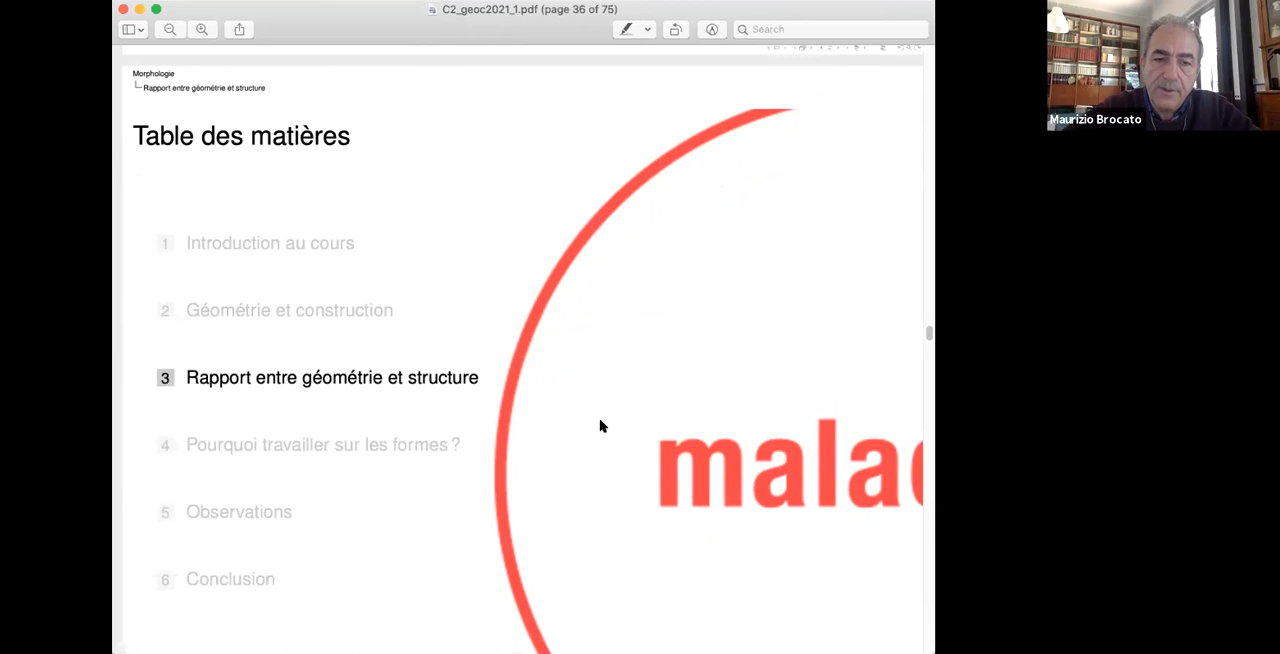 C2_geoc2021_1.pdf (page 36 of 75)
Search
Maurizio Brocato
Morphologie
Rapport entre géométrie et structure
Table des matières
1 Introduction au cours
2 Géométrie et construction
3 Rapport entre géométrie et structure
4 Pourquoi travailler sur les formes ?
5 Observations
6 Conclusion